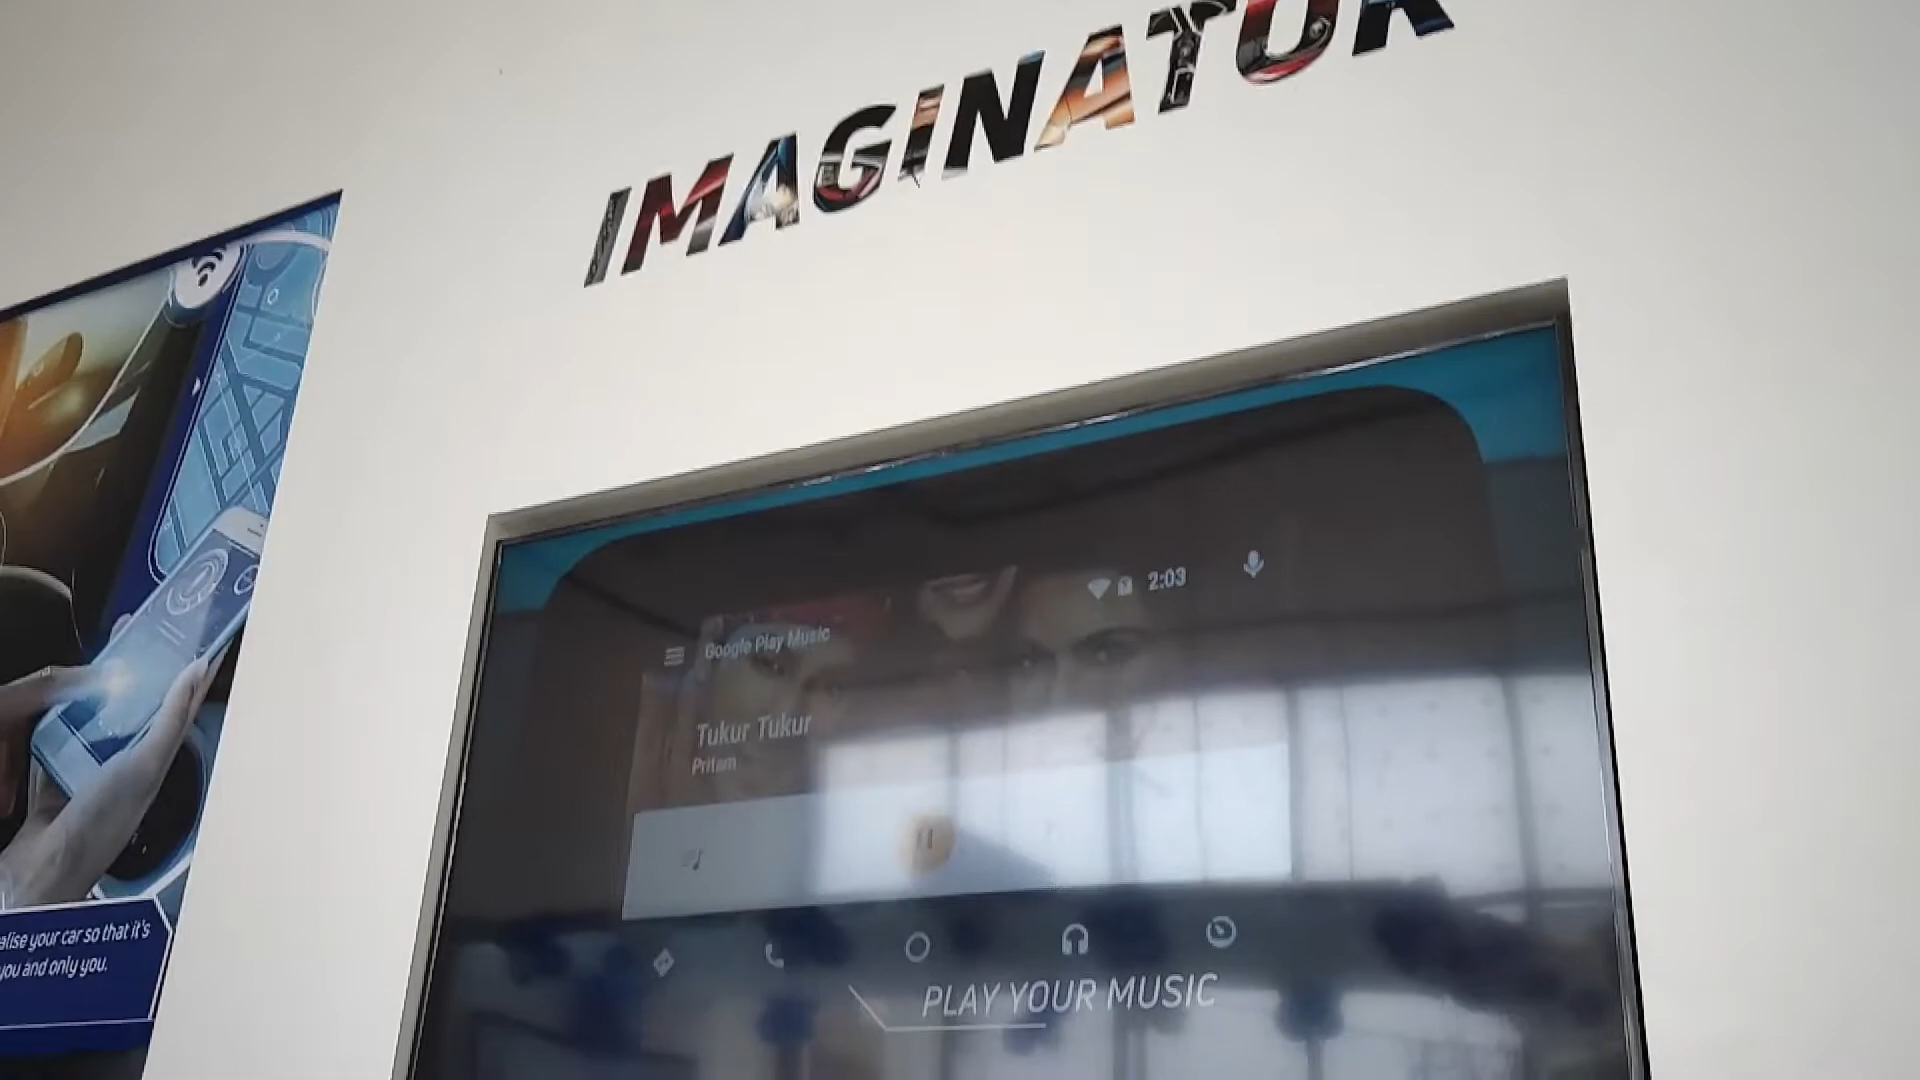 IMAGINATOR
2:03
Google Play Music
Tukur Tukur
Pritam
PLAY YOUR MUSIC
your car so that it's
you and only you.